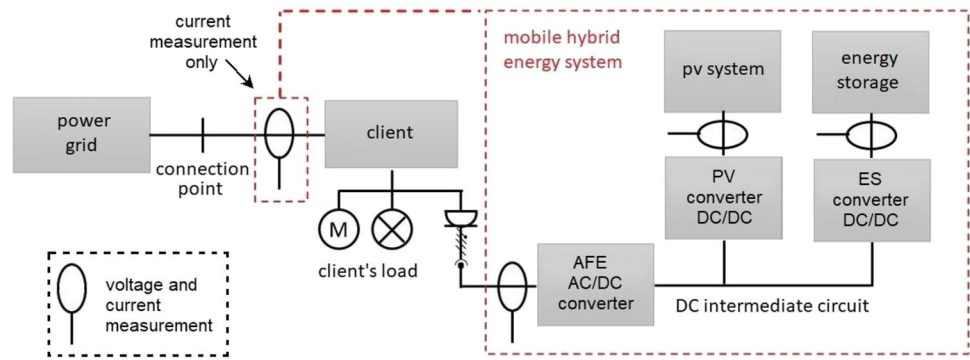 current
measurement
only
mobile hybrid
energy system
pv system
energy
storage
power
grid
client
connection
point
PV
converter
DC/DC
ES
converter
DC/DC
M
client's load
AFE
AC/DC
converter
DC intermediate circuit
voltage and
current
measurement